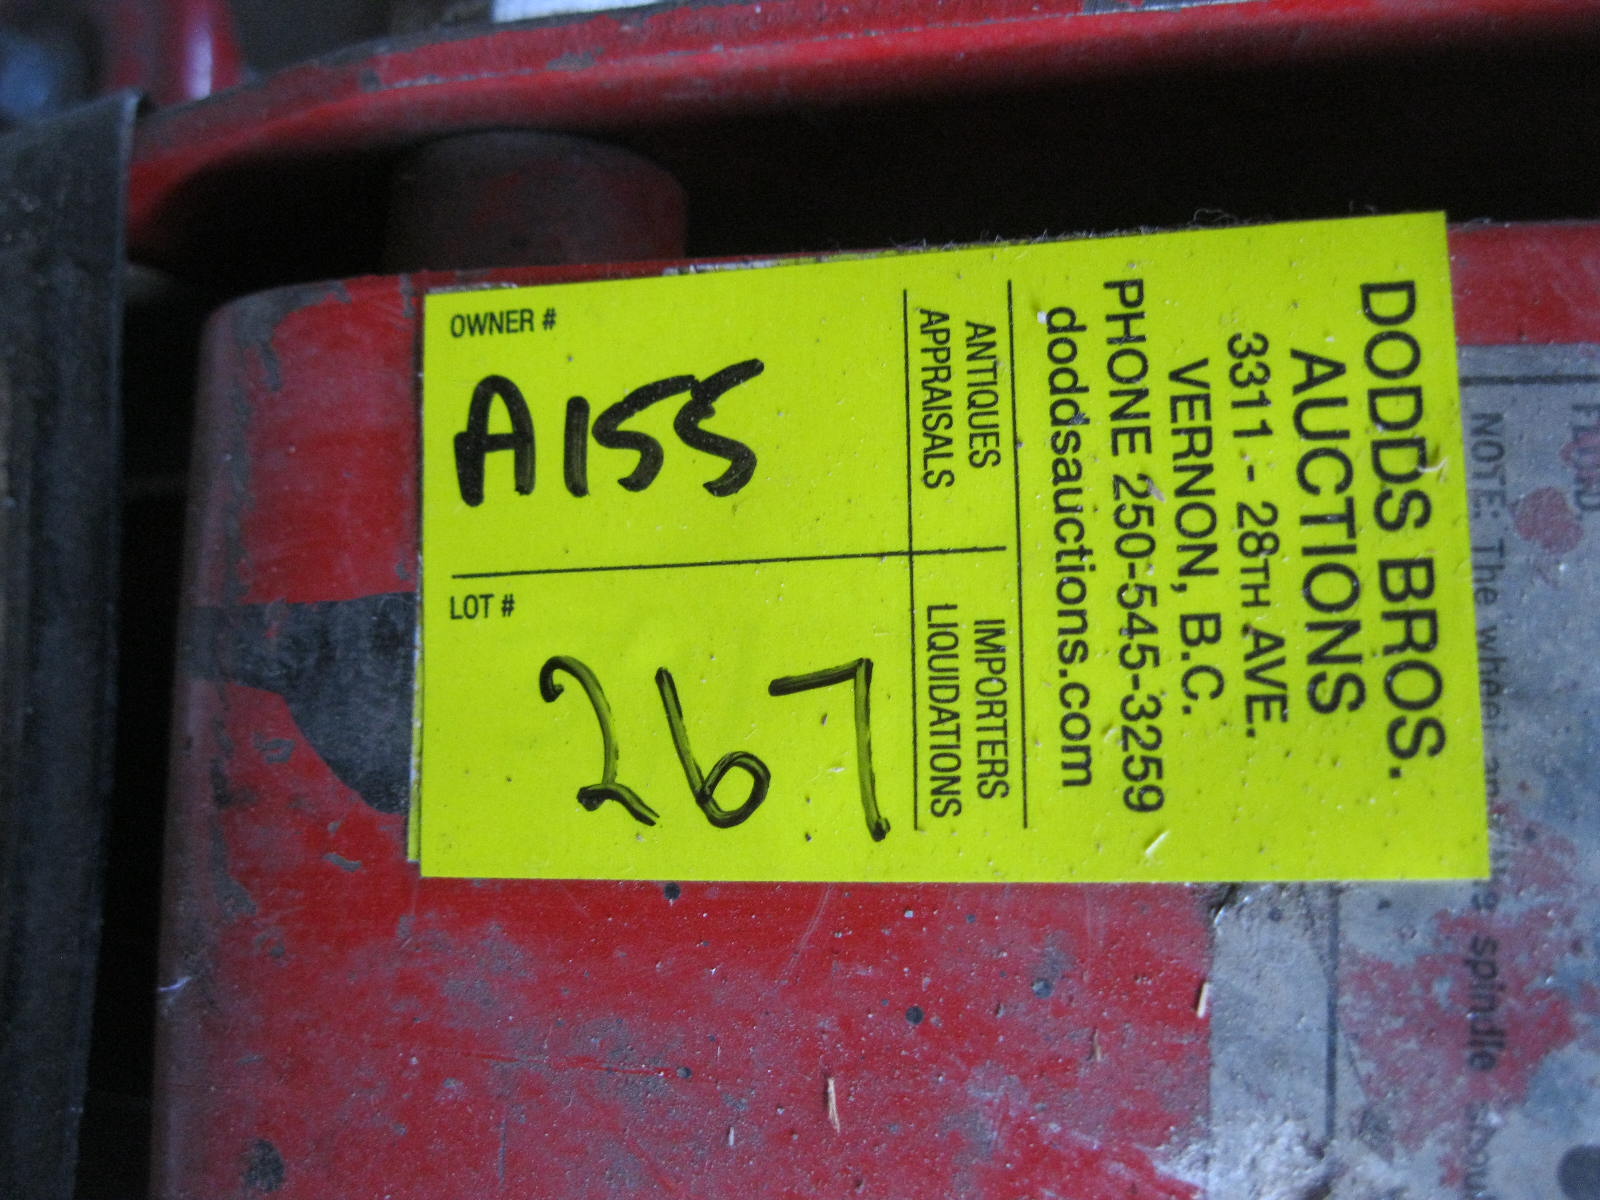 DODDS BROS.
AUCTIONS
3311 - 28TH AVE.
VERNON, B.C.
PHONE 250-545-3259
doddsauctions.com
ANTIQUES IMPORTERS
APPRAISALS LIQUIDATIONS
OWNER #
A155
LOT #
267
NOTE: The wheel spindle